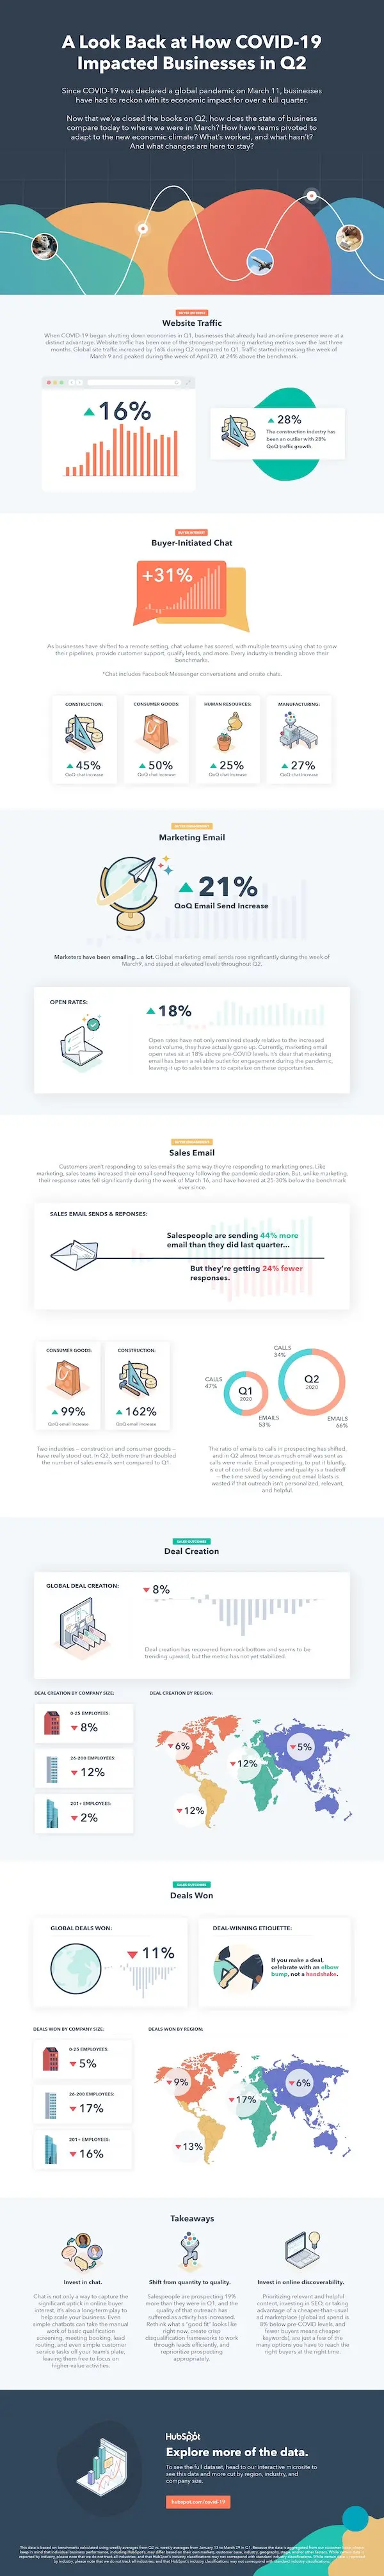 A Look Back at How COVID-19
Impacted Businesses in Q2
Since COVID-19 was declared a global pandemic on March 11, businesses
have had to reckon with its economic impact for over a full quarter.
Now that we've closed the books on Q2, how does the state of business
compare today to where we were in March? How have teams pivoted to
adapt to the new economic climate? What's worked, and what hasn't?
And what changes are here to stay?
BUYER INTEREST
Website Traffic
When COVID-19 began shutting down economies in Q1, businesses that already had an online presence were at a
distinct advantage. Website traffic has been one of the strongest-performing marketing metrics over the last three
months. Global site traffic increased by 16% during Q2 compared to Q1. Traffic started increasing the week of
March 9 and peaked during the week of April 20, at 24% above the benchmark.
16%
28%
The construction industry has
been an outlier with 28%
QoQ traffic growth.
BUYER INTEREST
Buyer-Initiated Chat
+31%
As businesses have shifted to a remote setting, chat volume has soared, with multiple teams using chat to grow
their pipelines, provide customer support, qualify leads, and more. Every industry is trending above their
benchmarks.
*Chat includes Facebook Messenger conversations and onsite chats.
CONSTRUCTION:
45%
QoQ chat increase
CONSUMER GOODS:
50%
QoQ chat increase
HUMAN RESOURCES:
25%
QoQ chat increase
MANUFACTURING:
27%
QoQ chat increase
BUYER ENGAGEMENT
Marketing Email
21%
QoQ Email Send Increase
Marketers have been emailing... a lot. Global marketing email sends rose significantly during the week of
March9, and stayed at elevated levels throughout Q2.
OPEN RATES:
18%
Open rates have not only remained steady relative to the increased
send volume, they have actually gone up. Currently, marketing email
open rates sit at 18% above pre-COVID levels. It's clear that marketing
email has been a reliable outlet for engagement during the pandemic,
leaving it up to sales teams to capitalize on those opportunities.
BUYER ENGAGEMENT
Sales Email
Customers aren't responding to sales emails the same way they're responding to marketing ones. Like
marketing, sales teams increased their email send frequency following the pandemic declaration. But, unlike marketing,
their response rates fell significantly during the week of March 16, and have hovered at 25-30% below the benchmark
ever since.
SALES EMAIL SENDS & REPONSES:
Salespeople are sending 44% more
email than they did last quarter...
But they're getting 24% fewer
responses.
CONSUMER GOODS:
99%
QoQ email increase
CONSTRUCTION:
162%
QoQ email increase
CALLS
47%
Q1
2020
EMAILS
53%
CALLS
34%
Q2
2020
EMAILS
66%
Two industries – construction and consumer goods –
have really stood out. In Q2, both more than doubled
the number of sales emails sent compared to Q1.
The ratio of emails to calls in prospecting has shifted,
and in Q2 almost twice as much email was sent as
calls were made. Email prospecting, to put it bluntly,
is out of control. But volume and quality is a tradeoff
– the time saved by sending out email blasts is
wasted if that outreach isn't personalized, relevant,
and helpful.
SALES OUTCOMES
Deal Creation
GLOBAL DEAL CREATION:
8%
Deal creation has recovered from rock bottom and seems to be
trending upward, but the metric has not yet stabilized.
DEAL CREATION BY COMPANY SIZE:
0-25 EMPLOYEES:
8%
26-200 EMPLOYEES:
12%
201+ EMPLOYEES:
2%
DEAL CREATION BY REGION:
6%
5%
12%
12%
SALES OUTCOMES
Deals Won
GLOBAL DEALS WON:
11%
DEAL-WINNING ETIQUETTE:
If you make a deal,
celebrate with an elbow
bump, not a handshake.
DEALS WON BY COMPANY SIZE:
0-25 EMPLOYEES:
5%
26-200 EMPLOYEES:
17%
201+ EMPLOYEES:
16%
DEALS WON BY REGION:
9%
6%
17%
13%
Takeaways
Invest in chat.
Chat is not only a way to capture the
significant uptick in online buyer
interest, it's also a long-term play to
help scale your business. Even
simple chatbots can take the manual
work of basic qualification
screening, meeting booking, lead
routing, and even simple customer
service tasks off your team's plate,
leaving them free to focus on
higher-value activities.
Shift from quantity to quality.
Salespeople are prospecting 19%
more than they were in Q1, and the
quality of that outreach has
suffered as activity has increased.
Rethink what a "good fit" looks like
right now, create crisp
disqualification frameworks to work
through leads efficiently, and
reprioritize prospecting
appropriately.
Invest in online discoverability.
Prioritizing relevant and helpful
content, investing in SEO, or taking
advantage of a cheaper-than-usual
ad marketplace (global ad spend is
8% below pre COVID levels, and
fewer buyers means cheaper
keywords), are just a few of the
many options you have to reach the
right buyers at the right time.
HubSpot
Explore more of the data.
To see the full dataset, head to our interactive microsite to
see this data and more cut by region, industry, and
company size.
hubspot.com/covid-19